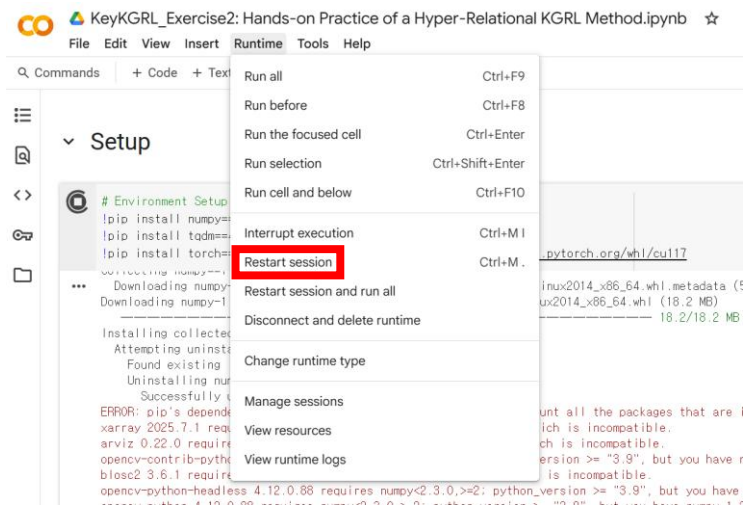 KeyKGRL_Exercise2: Hands-on Practice of a Hyper-Relational KGRL Method.ipynb
File Edit View Insert Runtime Tools Help
Commands + Code + Text
Run all Ctrl+F9
Run before Ctrl+F8
Run the focused cell Ctrl+Enter
Run selection Ctrl+Shift+Enter
Run cell and below Ctrl+F10
Interrupt execution Ctrl+M I
Restart session Ctrl+M .
Restart session and run all
Disconnect and delete runtime
Change runtime type
Manage sessions
View resources
View runtime logs
Setup
# Environment Setup
!pip install numpy=
!pip install tqdm==
!pip install torch= .pytorch.org/whl/cu117
Downloading numpy- inux2014_x86_64.whl.metadata (5
Downloading numpy-1 ux2014_x86_64.whl (18.2 MB)
18.2/18.2 MB
Installing collected
Attempting uninsta
Found existing
Uninstalling nu
Successfully u
ERROR: pip's depende unt all the packages that are i
xarray 2025.7.1 requ ich is incompatible.
arviz 0.22.0 require ch is incompatible.
opencv-contrib-pytho ersion >= "3.9", but you have
blosc2 3.6.1 require is incompatible.
opencv-python-headless 4.12.0.88 requires numpy<2.3.0,>=2; python_version >= "3.9", but you have